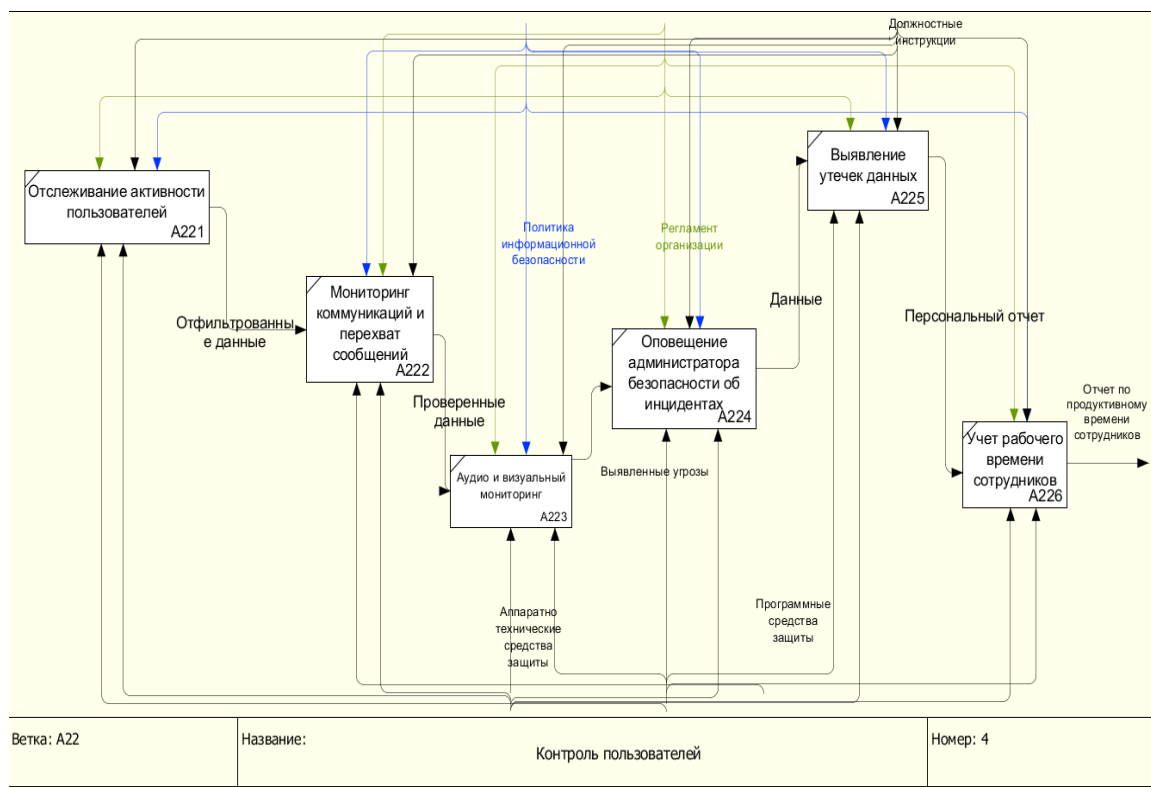 Должностные
инструкции
Выявление
утечек данных
A225
Отслеживание активности
пользователей
A221
Политика
информационной
безопасности
Регламент
организации
Мониторинг
коммуникаций и
перехват
сообщений
A222
Данные
Отфильтрованны
е данные
Персональный отчет
Оповещение
администратора
безопасности об
инцидентах
A224
Проверенные
данные
Отчет по
продуктивному
времени
сотрудников
Учет рабочего
времени
сотрудников
A226
Аудио и визуальный
мониторинг
A223
Выявленные угрозы
Аппаратно
технические
средства
защиты
Программные
средства
защиты
Ветка: A22
Название:
Контроль пользователей
Номер: 4